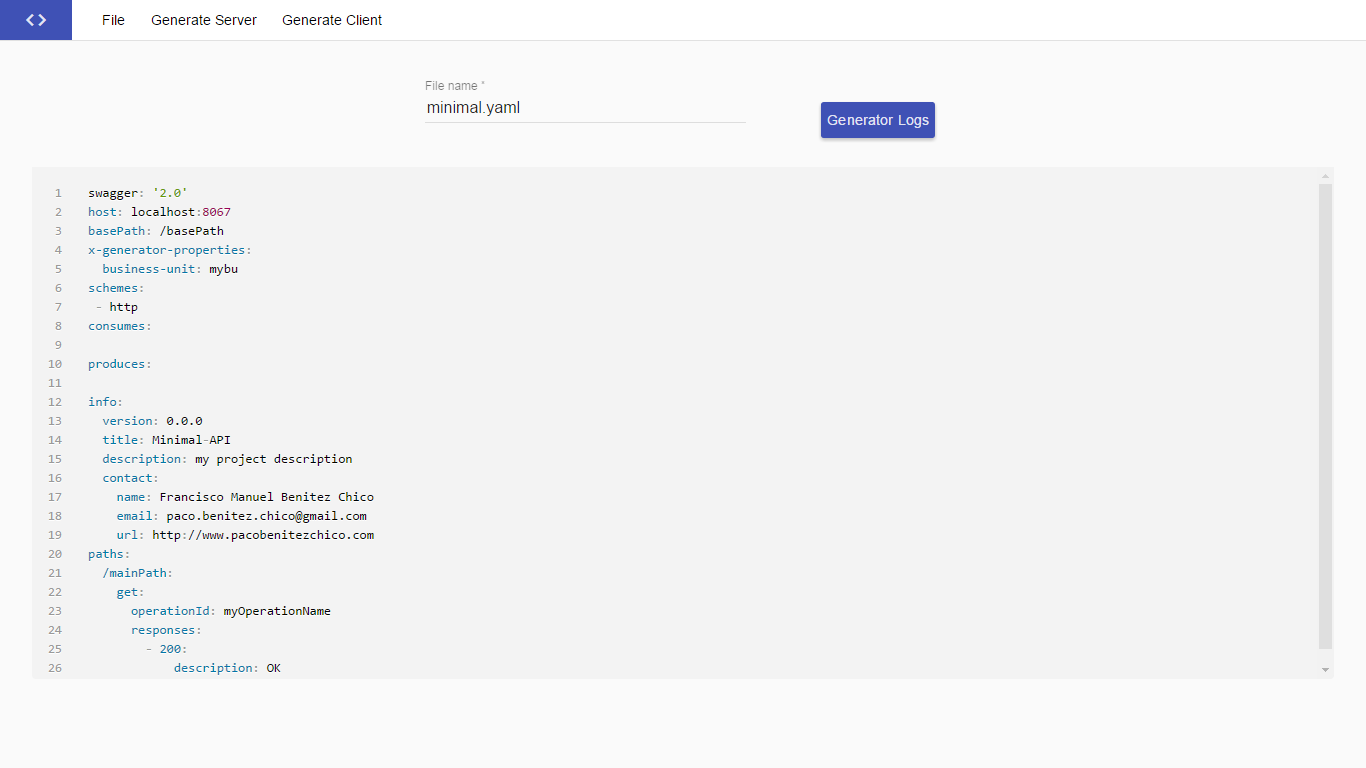 File Generate Server Generate Client
File name *
minimal.yaml
Generator Logs
1 swagger: '2.0'
2 host: localhost:8067
3 basePath: /basePath
4 x-generator-properties:
5   business-unit: mybu
6 schemes:
7  - http
8 consumes:
9
10 produces:
11
12 info:
13   version: 0.0.0
14   title: Minimal-API
15   description: my project description
16   contact:
17     name: Francisco Manuel Benitez Chico
18     email: paco.benitez.chico@gmail.com
19     url: http://www.pacobenitezchico.com
20 paths:
21   /mainPath:
22     get:
23       operationId: myOperationName
24       responses:
25         - 200:
26             description: OK